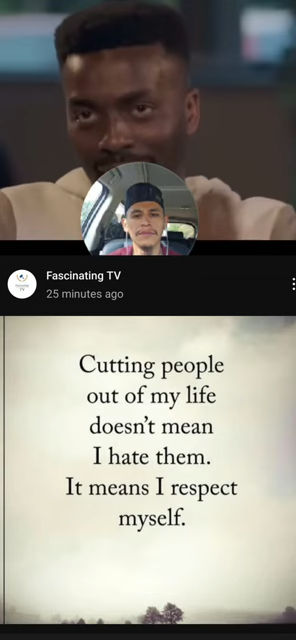 Fascinating TV
25 minutes ago
Cutting people
out of my life
doesn't mean
I hate them.
It means I respect
myself.